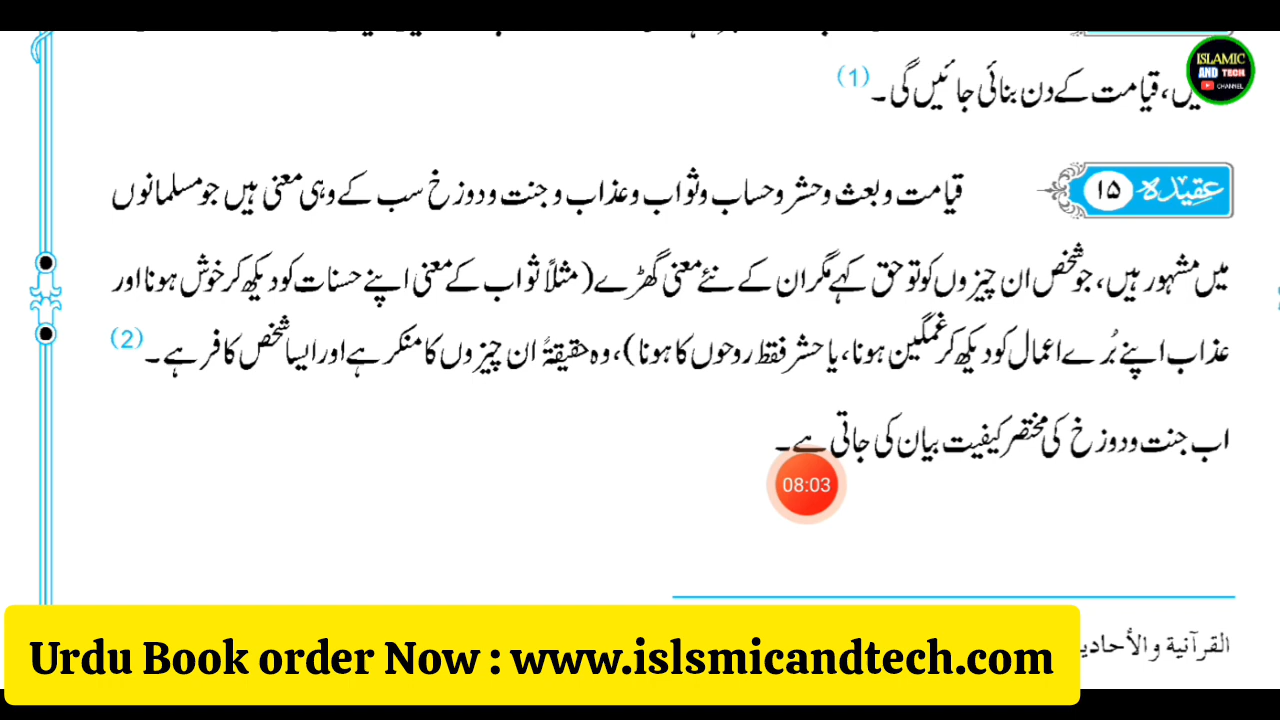 ISLAMIC
AND TECH
CHANNEL
، قیامت کے دن بنائی جائیں گی۔ (1)
عقیدہ ۱۵ قیامت و بعث و حشر و حساب و ثواب و عذاب و جنت و دوزخ سب کے وہی معنی ہیں جو مسلمانوں
میں مشہور ہیں، جو شخص ان چیزوں کو تو حق کہے مگر ان کے نئے معنی گھڑے (مثلاً ثواب کے معنی اپنے حسنات کو دیکھ کر خوش ہونا اور
عذاب اپنے بُرے اعمال کو دیکھ کر غمگین ہونا، یا حشر فقط روحوں کا ہونا)، وہ حقیقۃً ان چیزوں کا منکر ہے اور ایسا شخص کافر ہے۔ (2)
اب جنت و دوزخ کی مختصر کیفیت بیان کی جاتی ہے۔
08:03
القرآنية
Urdu Book order Now : www.islsmicandtech.com